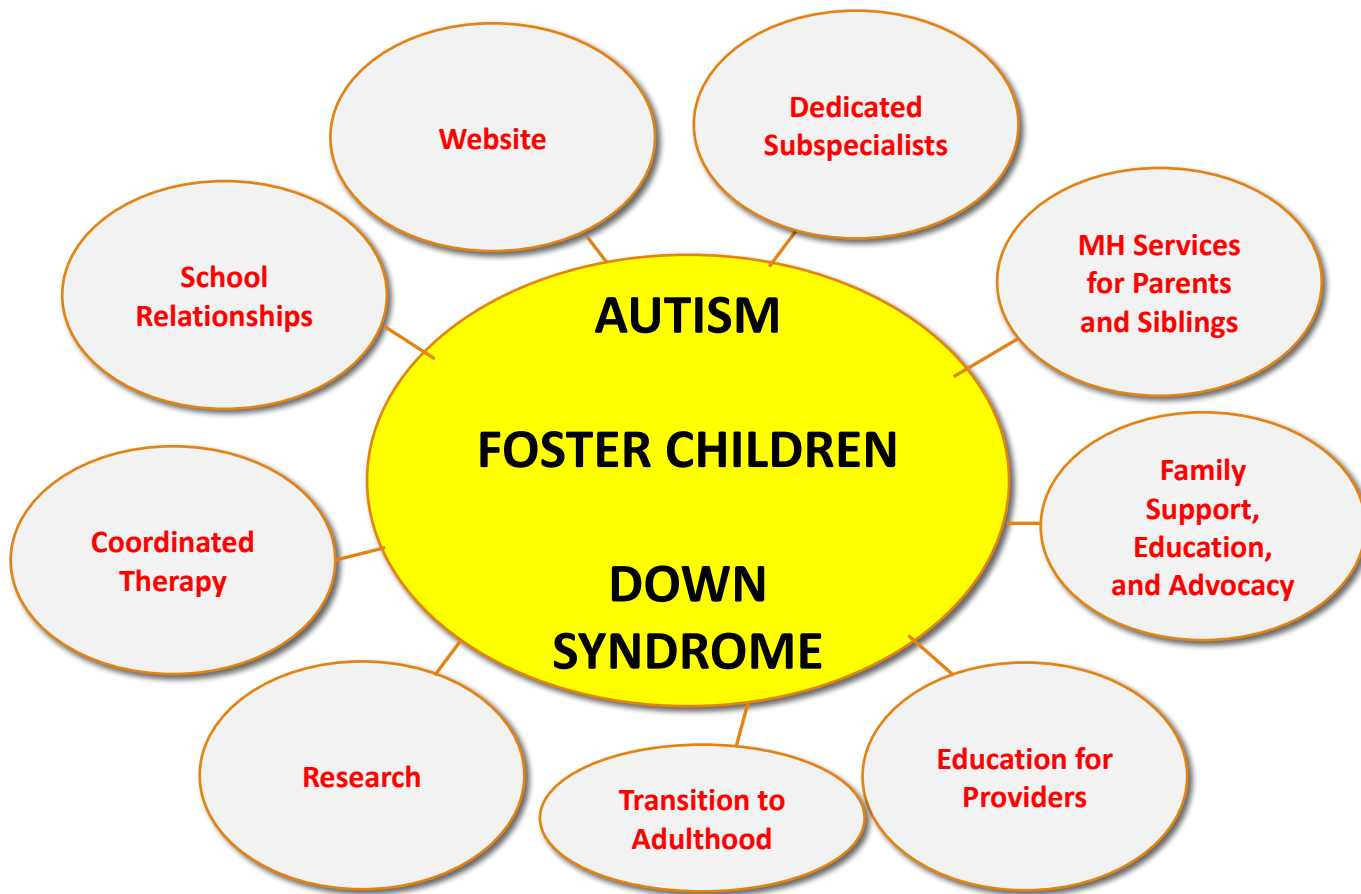 Website
Dedicated
Subspecialists
School
Relationships
MH Services
for Parents
and Siblings
AUTISM
FOSTER CHILDREN
DOWN
SYNDROME
Coordinated
Therapy
Family
Support,
Education,
and Advocacy
Research
Transition to
Adulthood
Education for
Providers